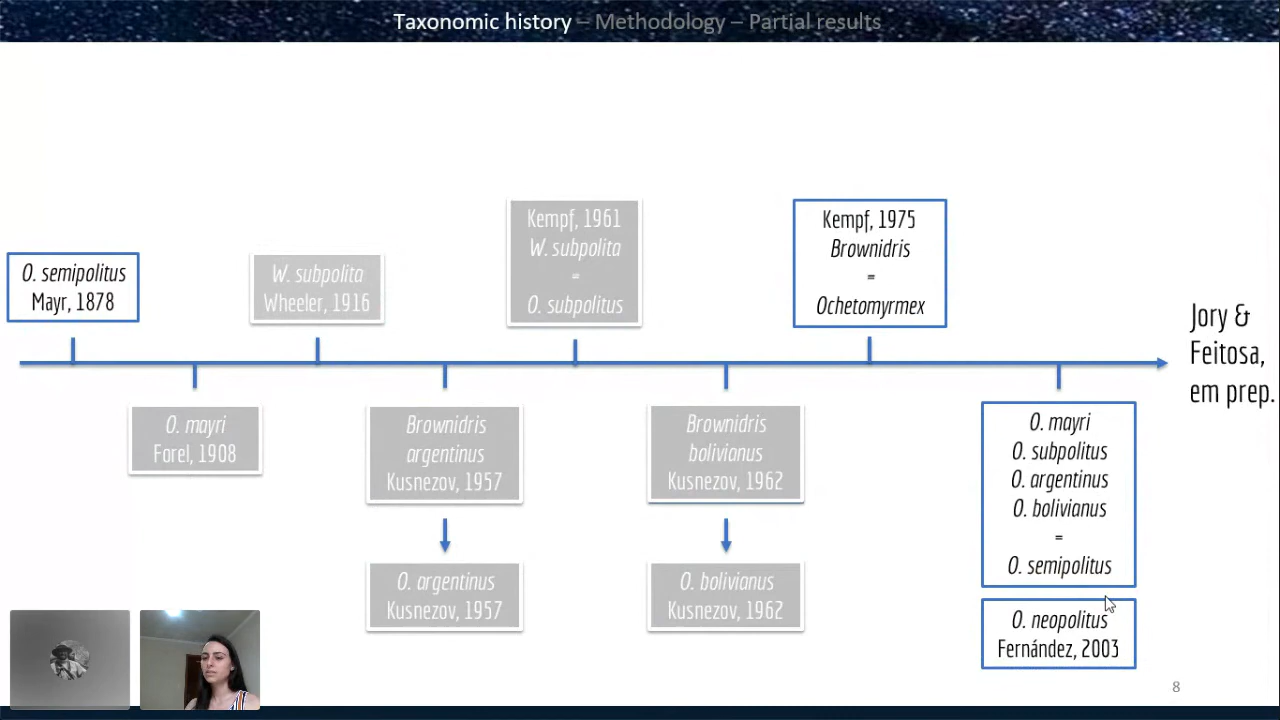 Taxonomic history – Methodology – Partial results
O. semipolitus
Mayr, 1878
W. subpolita
Wheeler, 1916
Kempf, 1961
W. subpolita
=
O. subpolitus
Kempf, 1975
Brownidris
=
Ochetomyrmex
Jory &
Feitosa,
em prep.
O. mayri
Forel, 1908
Brownidris
argentinus
Kusnezov, 1957
O. argentinus
Kusnezov, 1957
Brownidris
bolivianus
Kusnezov, 1962
O. bolivianus
Kusnezov, 1962
O. mayri
O. subpolitus
O. argentinus
O. bolivianus
=
O. semipolitus
O. neopolitus
Fernández, 2003
8